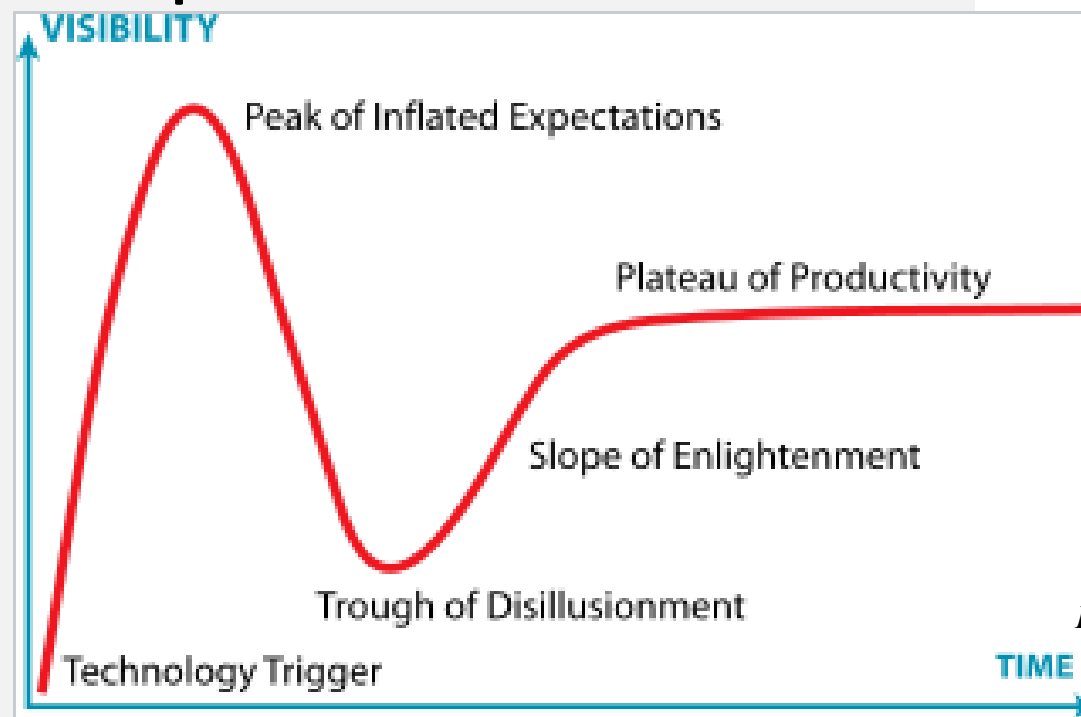 VISIBILITY
Peak of Inflated Expectations
Plateau of Productivity
Slope of Enlightenment
Trough of Disillusionment
Technology Trigger
TIME